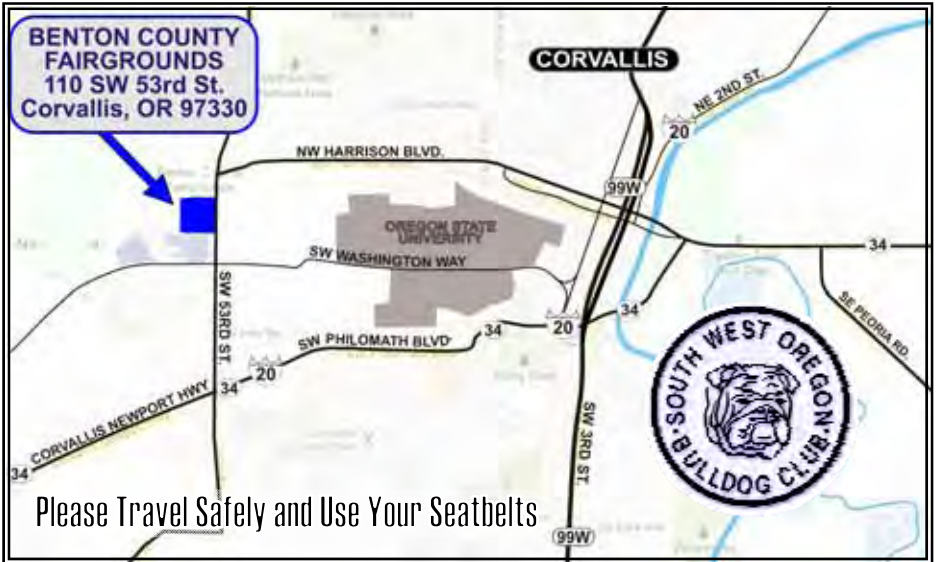 BENTON COUNTY
FAIRGROUNDS
110 SW 53rd St.
Corvallis, OR 97330
CORVALLIS
NE 2ND ST.
20
NW HARRISON BLVD.
99W
OREGON STATE
UNIVERSITY
34
SW WASHINGTON WAY
SW 53RD ST.
34
20
34
SW PHILOMATH BLVD
SE PEORIA RD.
20
34
CORVALLIS NEWPORT HWY
34
SW 3RD ST.
SOUTH WEST OREGON
BULLDOG CLUB
Please Travel Safely and Use Your Seatbelts
99W